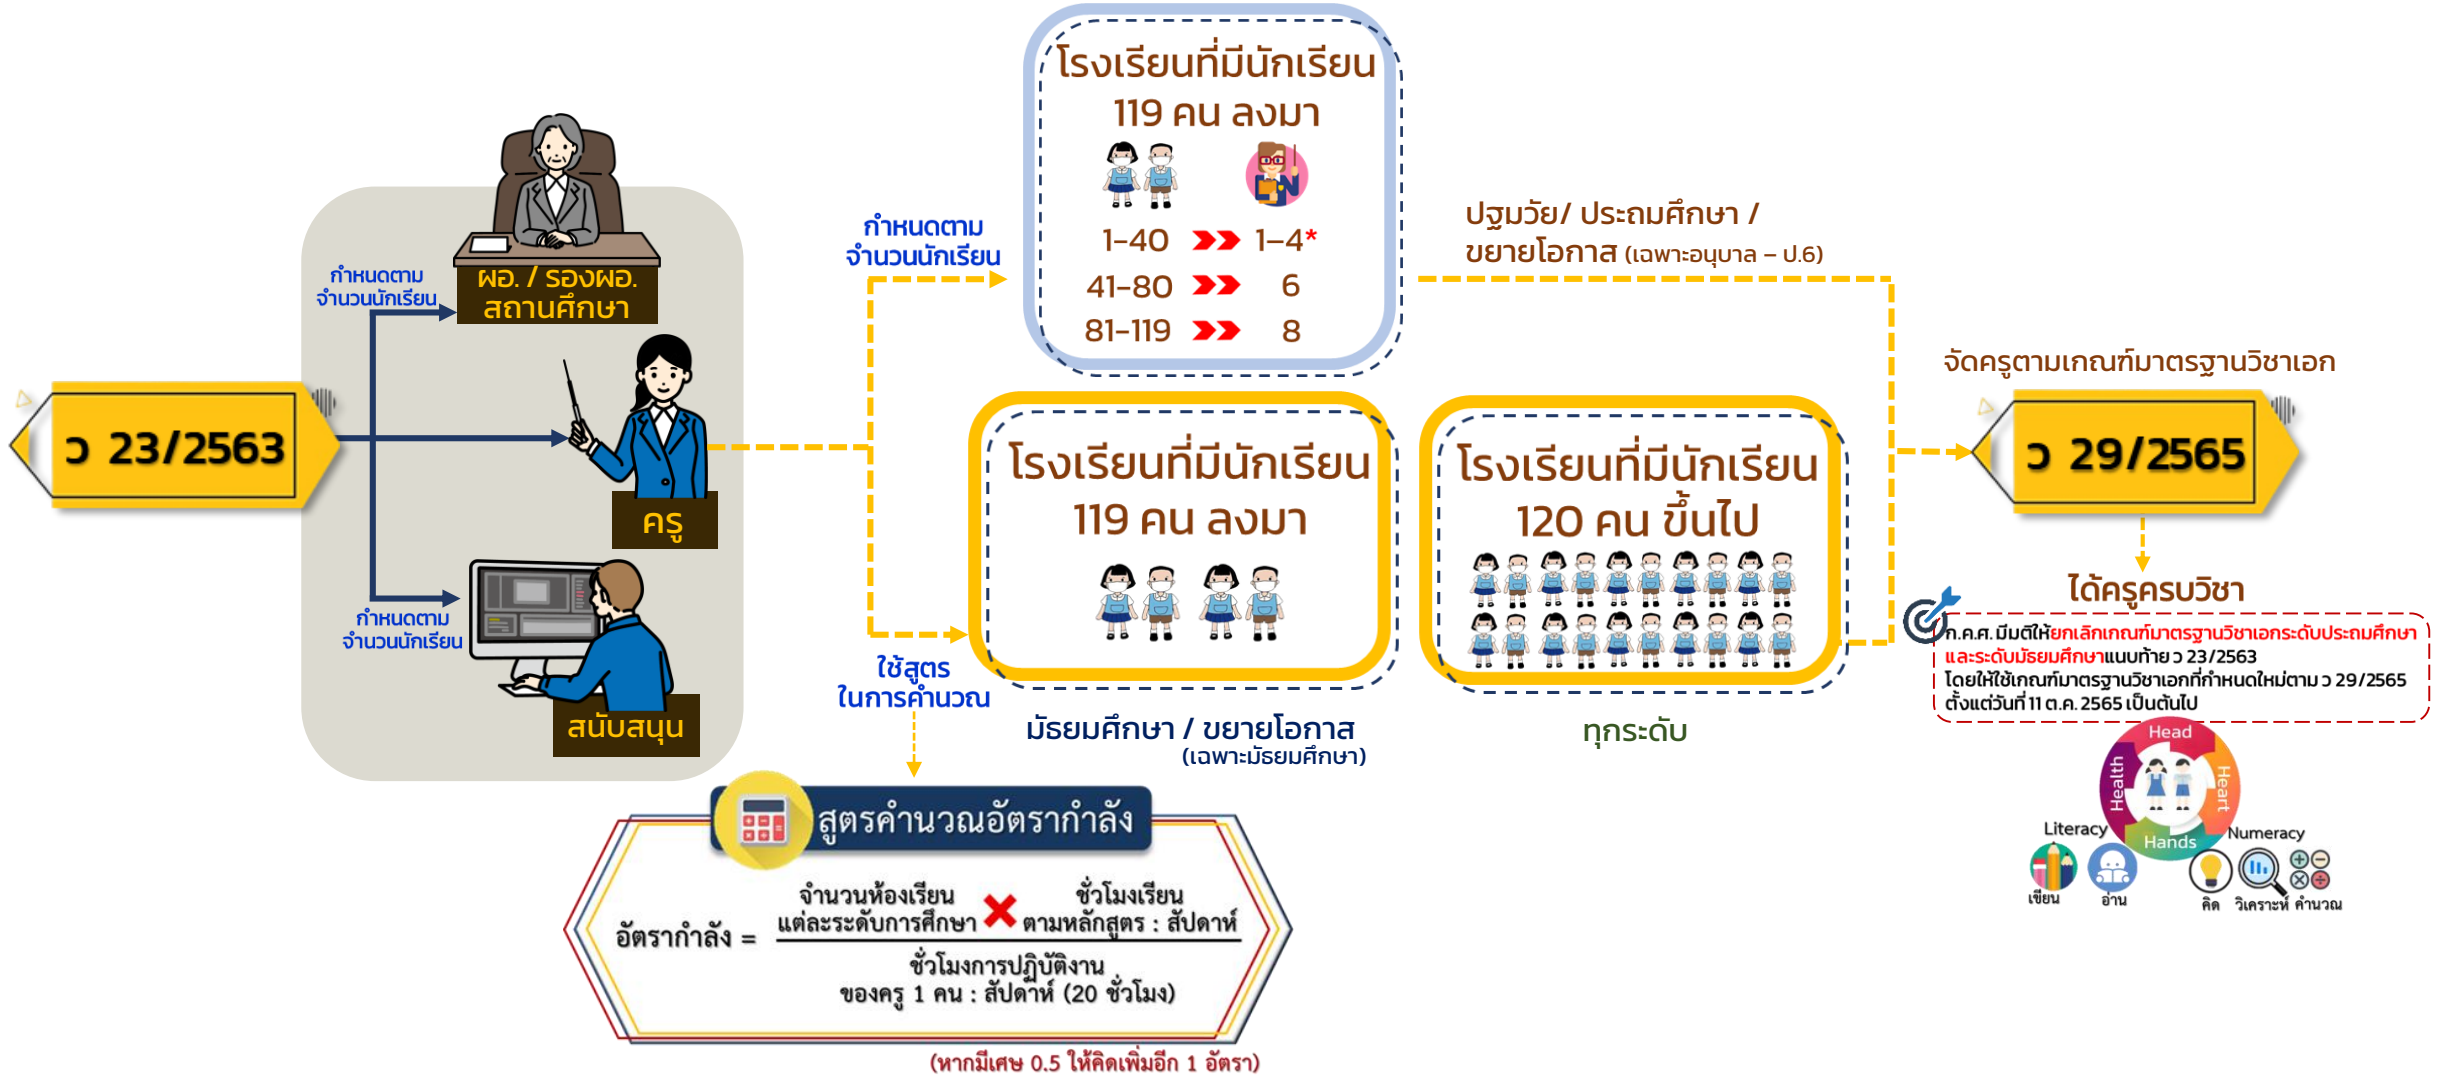 ว 23/2563
กำหนดตาม
จำนวนนักเรียน
ผอ. / รองผอ.
สถานศึกษา
ครู
กำหนดตาม
จำนวนนักเรียน
สนับสนุน
กำหนดตาม
จำนวนนักเรียน
โรงเรียนที่มีนักเรียน
119 คน ลงมา
1-40 1-4*
41-80 6
81-119 8
ปฐมวัย/ ประถมศึกษา /
ขยายโอกาส (เฉพาะอนุบาล – ป.6)
โรงเรียนที่มีนักเรียน
119 คน ลงมา
มัธยมศึกษา / ขยายโอกาส
(เฉพาะมัธยมศึกษา)
โรงเรียนที่มีนักเรียน
120 คน ขึ้นไป
ทุกระดับ
ใช้สูตร
ในการคำนวณ
สูตรคำนวณอัตรากำลัง
อัตรากำลัง =
จำนวนห้องเรียน
แต่ละระดับการศึกษา
ชั่วโมงเรียน
ตามหลักสูตร : สัปดาห์
ชั่วโมงการปฏิบัติงาน
ของครู 1 คน : สัปดาห์ (20 ชั่วโมง)
(หากมีเศษ 0.5 ให้คิดเพิ่มอีก 1 อัตรา)
จัดครูตามเกณฑ์มาตรฐานวิชาเอก
ว 29/2565
ได้ครูครบวิชา
ก.ค.ศ. มีมติให้ยกเลิกเกณฑ์มาตรฐานวิชาเอกระดับประถมศึกษา
และระดับมัธยมศึกษาแนบท้าย ว 23/2563
โดยให้ใช้เกณฑ์มาตรฐานวิชาเอกที่กำหนดใหม่ตาม ว 29/2565
ตั้งแต่วันที่ 11 ต.ค. 2565 เป็นต้นไป
Head
Health
Heart
Hands
Literacy
Numeracy
เขียน
อ่าน
คิด
วิเคราะห์
คำนวณ